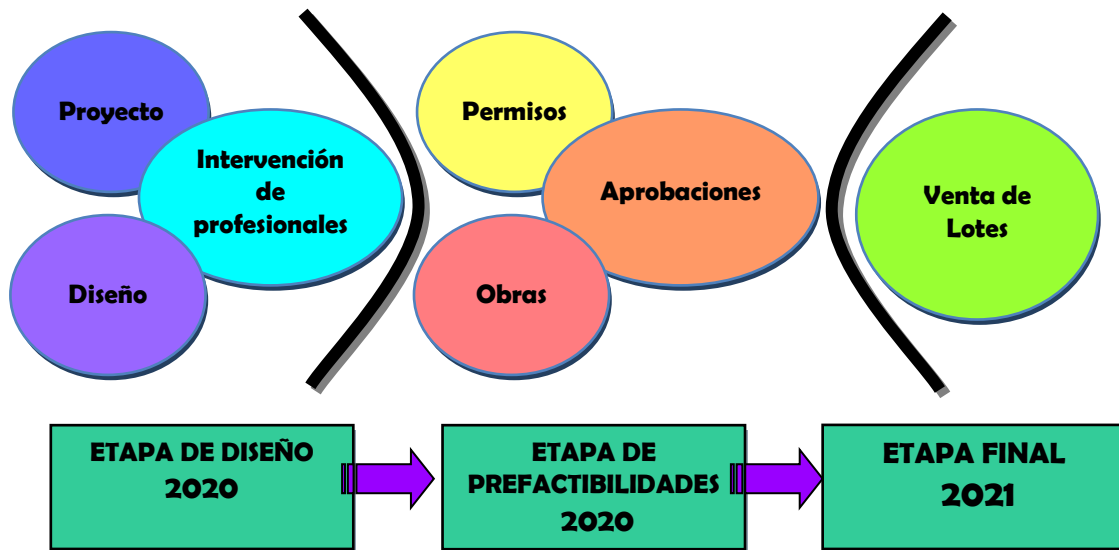 Proyecto
Intervención
de
profesionales
Diseño
Permisos
Aprobaciones
Obras
Venta de
Lotes
ETAPA DE DISEÑO
2020
ETAPA DE
PREFACTIBILIDADES
2020
ETAPA FINAL
2021